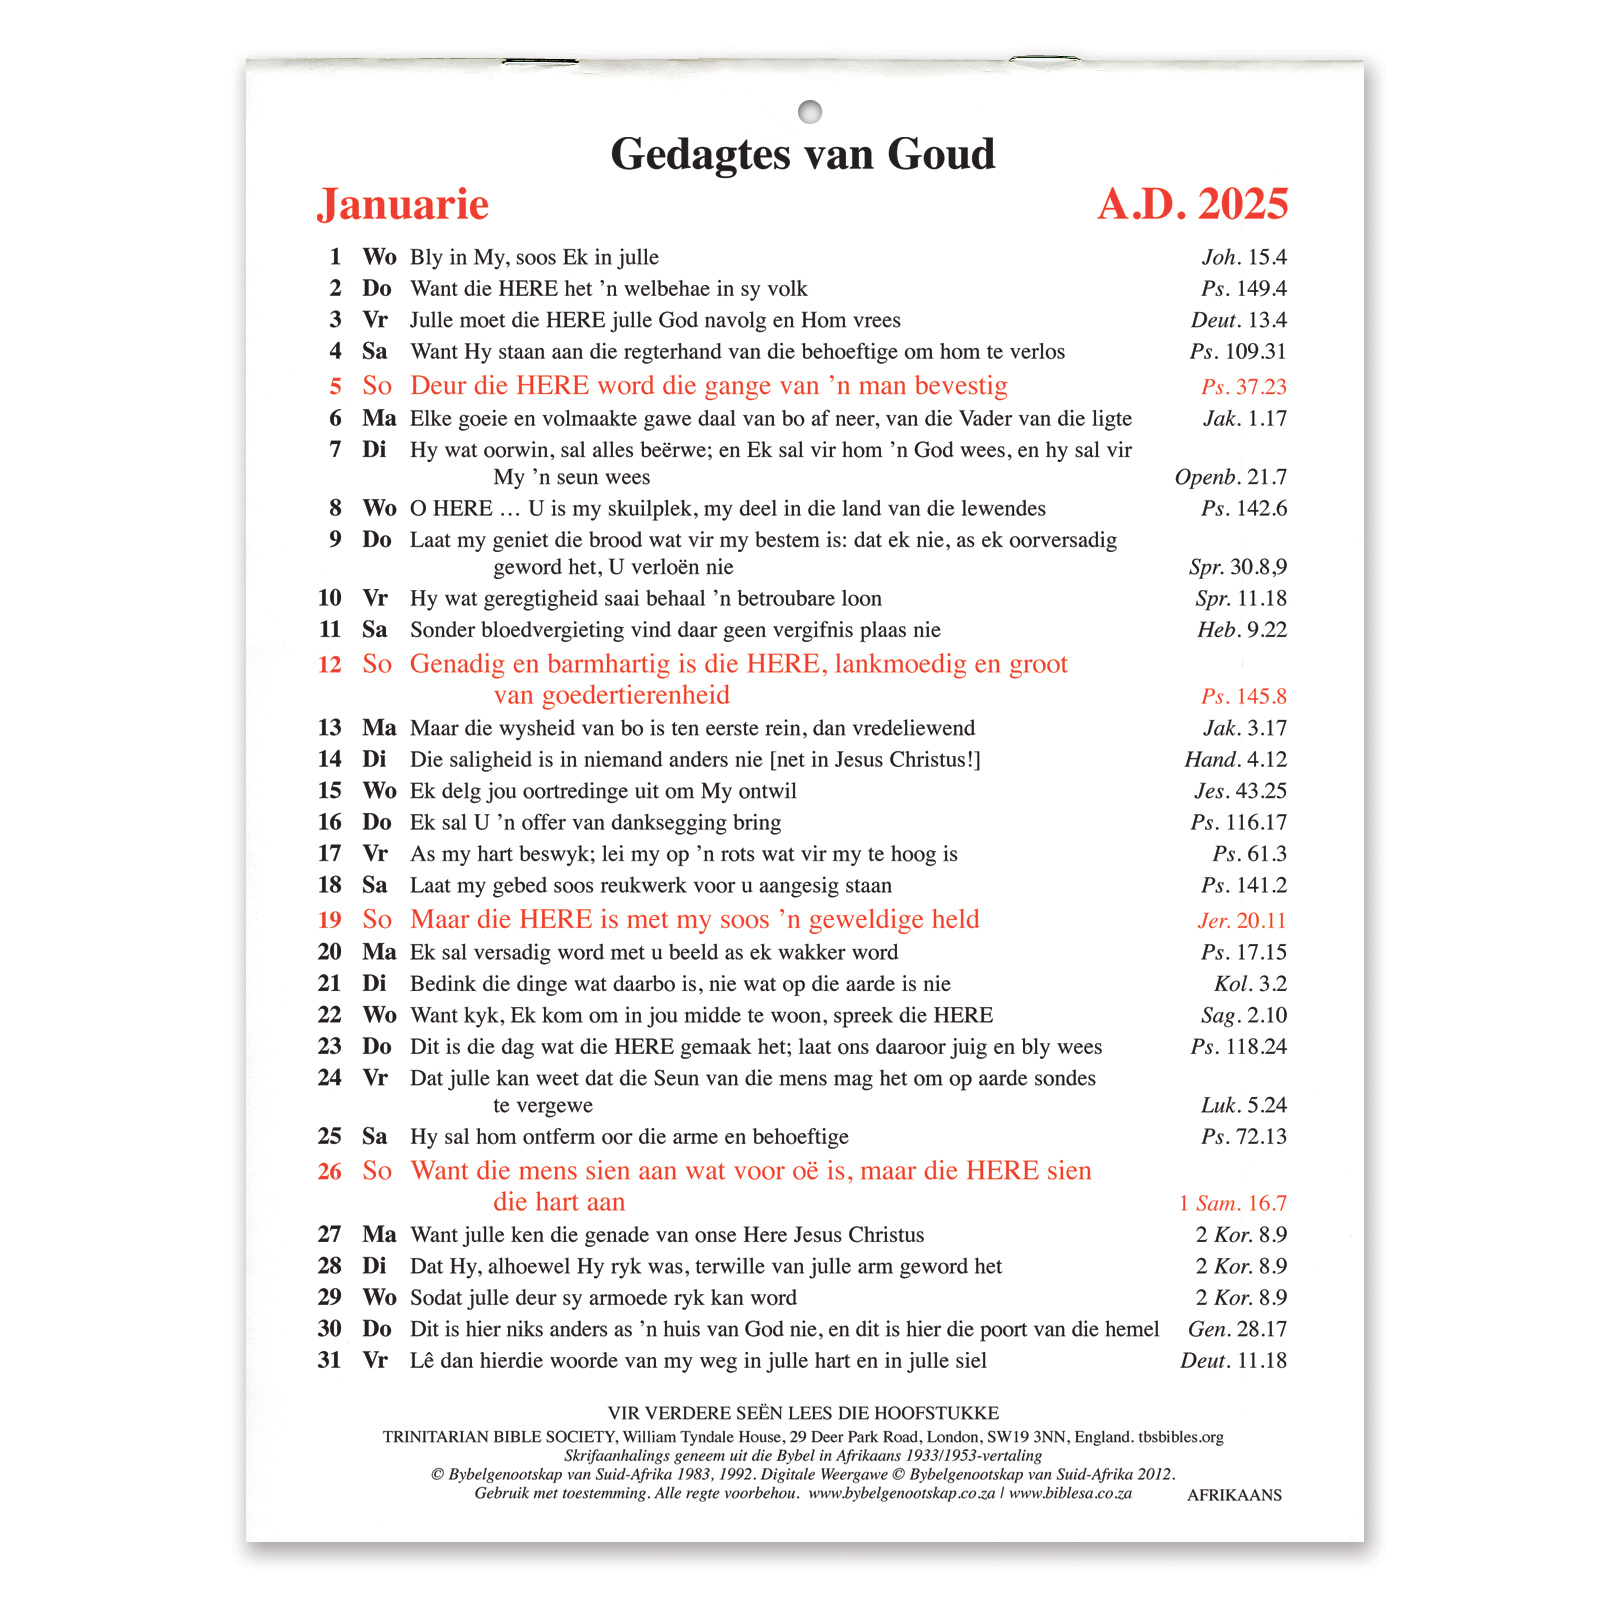 Gedagtes van Goud
Januarie A.D. 2025
1 Wo Bly in My, soos Ek in julle Joh. 15.4
2 Do Want die HERE het ’n welbehae in sy volk Ps. 149.4
3 Vr Julle moet die HERE julle God navolg en Hom vrees Deut. 13.4
4 Sa Want Hy staan aan die regterhand van die behoeftige om hom te verlos Ps. 109.31
5 So Deur die HERE word die gange van ’n man bevestig Ps. 37.23
6 Ma Elke goeie en volmaakte gawe daal van bo af neer, van die Vader van die ligte Jak. 1.17
7 Di Hy wat oorwin, sal alles beërwe; en Ek sal vir hom ’n God wees, en hy sal vir
My ’n seun wees Openb. 21.7
8 Wo O HERE … U is my skuilplek, my deel in die land van die lewendes Ps. 142.6
9 Do Laat my geniet die brood wat vir my bestem is: dat ek nie, as ek oorversadig
geword het, U verloën nie Spr. 30.8,9
10 Vr Hy wat geregtigheid saai behaal ’n betroubare loon Spr. 11.18
11 Sa Sonder bloedvergieting vind daar geen vergifnis plaas nie Heb. 9.22
12 So Genadig en barmhartig is die HERE, lankmoedig en groot
van goedertierenheid Ps. 145.8
13 Ma Maar die wysheid van bo is ten eerste rein, dan vredeliewend Jak. 3.17
14 Di Die saligheid is in niemand anders nie [net in Jesus Christus!] Hand. 4.12
15 Wo Ek delg jou oortredinge uit om My ontwil Jes. 43.25
16 Do Ek sal U ’n offer van danksegging bring Ps. 116.17
17 Vr As my hart beswyk; lei my op ’n rots wat vir my te hoog is Ps. 61.3
18 Sa Laat my gebed soos reukwerk voor u aangesig staan Ps. 141.2
19 So Maar die HERE is met my soos ’n geweldige held Jer. 20.11
20 Ma Ek sal versadig word met u beeld as ek wakker word Ps. 17.15
21 Di Bedink die dinge wat daarbo is, nie wat op die aarde is nie Kol. 3.2
22 Wo Want kyk, Ek kom om in jou midde te woon, spreek die HERE Sag. 2.10
23 Do Dit is die dag wat die HERE gemaak het; laat ons daaroor juig en bly wees Ps. 118.24
24 Vr Dat julle kan weet dat die Seun van die mens mag het om op aarde sondes
te vergewe Luk. 5.24
25 Sa Hy sal hom ontferm oor die arme en behoeftige Ps. 72.13
26 So Want die mens sien aan wat voor oë is, maar die HERE sien
die hart aan 1 Sam. 16.7
27 Ma Want julle ken die genade van onse Here Jesus Christus 2 Kor. 8.9
28 Di Dat Hy, alhoewel Hy ryk was, terwille van julle arm geword het 2 Kor. 8.9
29 Wo Sodat julle deur sy armoede ryk kan word 2 Kor. 8.9
30 Do Dit is hier niks anders as ’n huis van God nie, en dit is hier die poort van die hemel Gen. 28.17
31 Vr Lê dan hierdie woorde van my weg in julle hart en in julle siel Deut. 11.18
VIR VERDERE SEËN LEES DIE HOOFSTUKKE
TRINITARIAN BIBLE SOCIETY, William Tyndale House, 29 Deer Park Road, London, SW19 3NN, England. tbsbibles.org
Skrifaanhalings geneem uit die Bybel in Afrikaans 1933/1953-vertaling
© Bybelgenootskap van Suid-Afrika 1983, 1992. Digitale Weergawe © Bybelgenootskap van Suid-Afrika 2012.
Gebruik met toestemming. Alle regte voorbehou. www.bybelgenootskap.co.za | www.biblesa.co.za AFRIKAANS